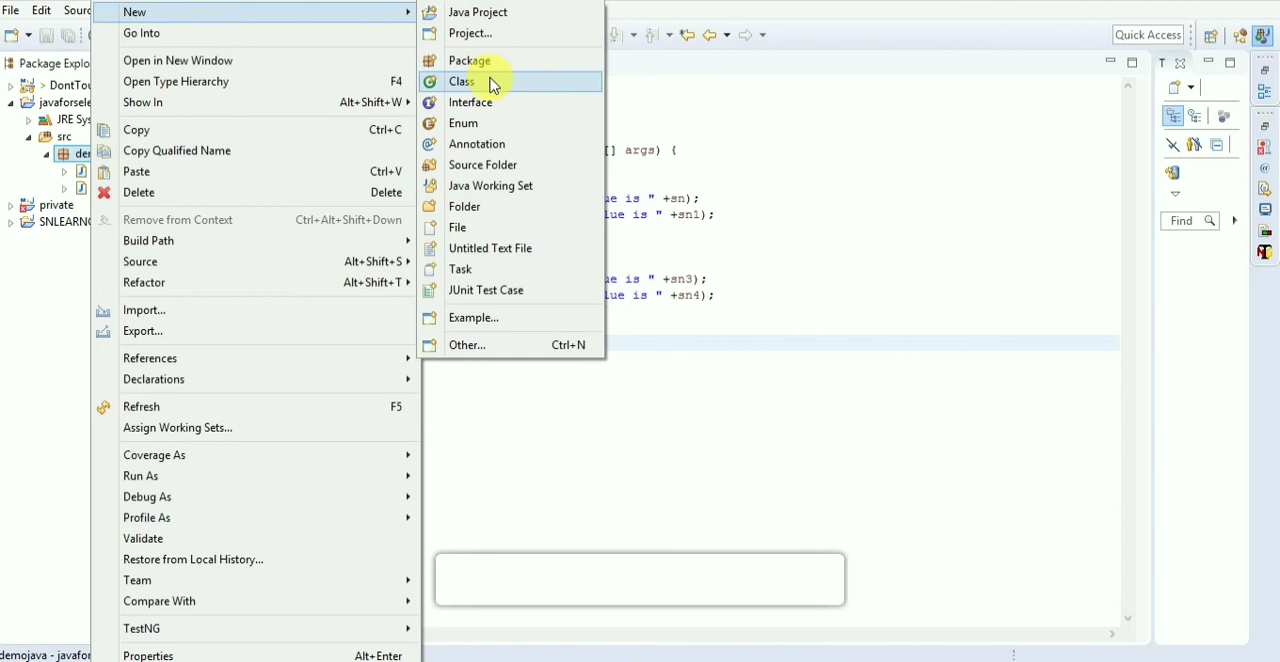 File Edit Sourc
Quick Access
Package Explo
> DontTou
javaforsele
JRE Sys
src
de
private
SNLEARN
New
Go Into
Open in New Window
Open Type Hierarchy F4
Show In Alt+Shift+W
Copy Ctrl+C
Copy Qualified Name
Paste Ctrl+V
Delete Delete
Remove from Context Ctrl+Alt+Shift+Down
Build Path
Source Alt+Shift+S
Refactor Alt+Shift+T
Import...
Export...
References
Declarations
Refresh F5
Assign Working Sets...
Coverage As
Run As
Debug As
Profile As
Validate
Restore from Local History...
Team
Compare With
TestNG
Properties Alt+Enter
Java Project
Project...
Package
Class
Interface
Enum
Annotation
Source Folder
Java Working Set
Folder
File
Untitled Text File
Task
JUnit Test Case
Example...
Other... Ctrl+N
[] args) {
ue is " +sn);
lue is " +sn1);
ue is " +sn3);
lue is " +sn4);
T
Find
demojava - javafor